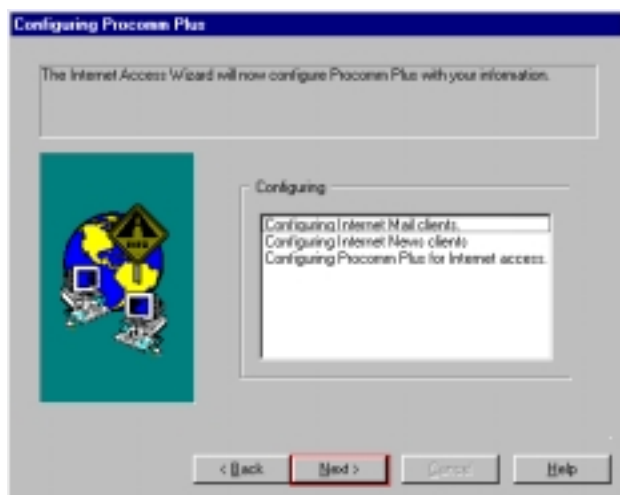 Configuring Procomm Plus
The Internet Access Wizard will now configure Procomm Plus with your information.
Configuring
Configuring Internet Mail clients.
Configuring Internet News clients
Configuring Procomm Plus for Internet access.
< Back
Next >
Cancel
Help